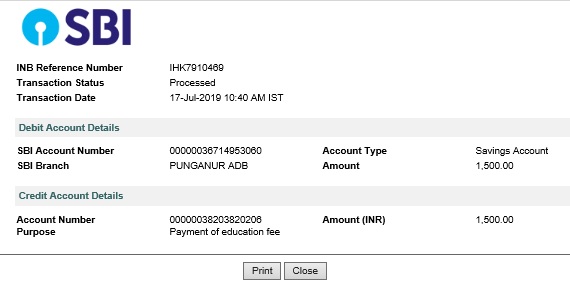 SBI
INB Reference Number IHK7910469
Transaction Status Processed
Transaction Date 17-Jul-2019 10:40 AM IST
Debit Account Details
SBI Account Number 00000036714953060 Account Type Savings Account
SBI Branch PUNGANUR ADB Amount 1,500.00
Credit Account Details
Account Number 00000038203820206 Amount (INR) 1,500.00
Purpose Payment of education fee
Print Close